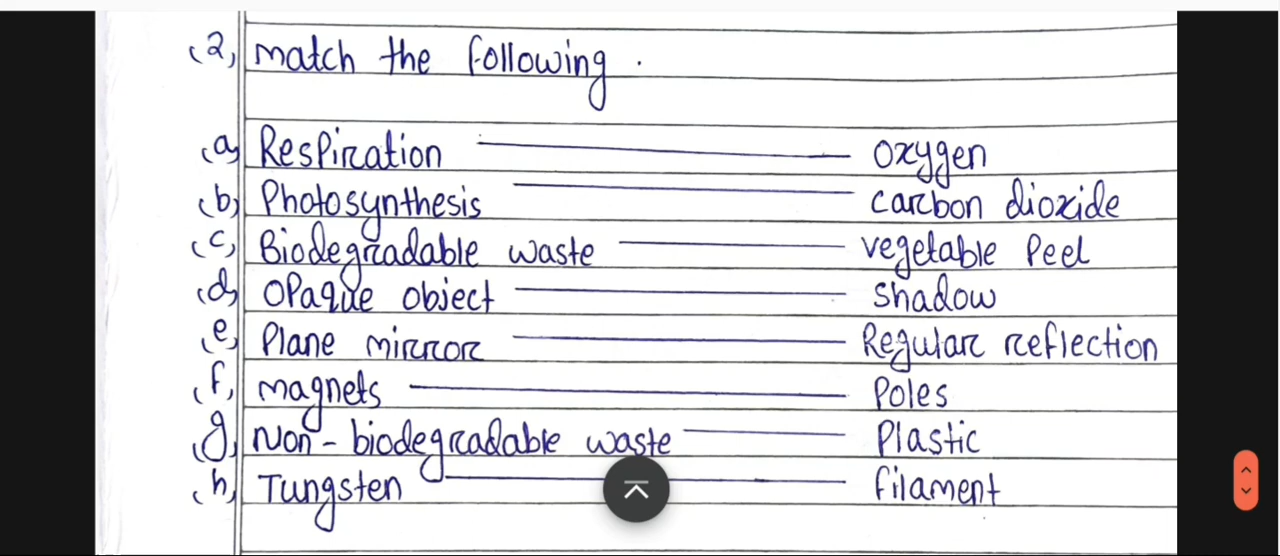 (2) match the following.
(a) Respiration — oxygen
(b) Photosynthesis — carbon dioxide
(c) Biodegradable waste — vegetable Peel
(d) Opaque object — shadow
(e) Plane mirror — Regular reflection
(f) magnets — Poles
(g) Non-biodegradable waste — Plastic
(h) Tungsten — filament